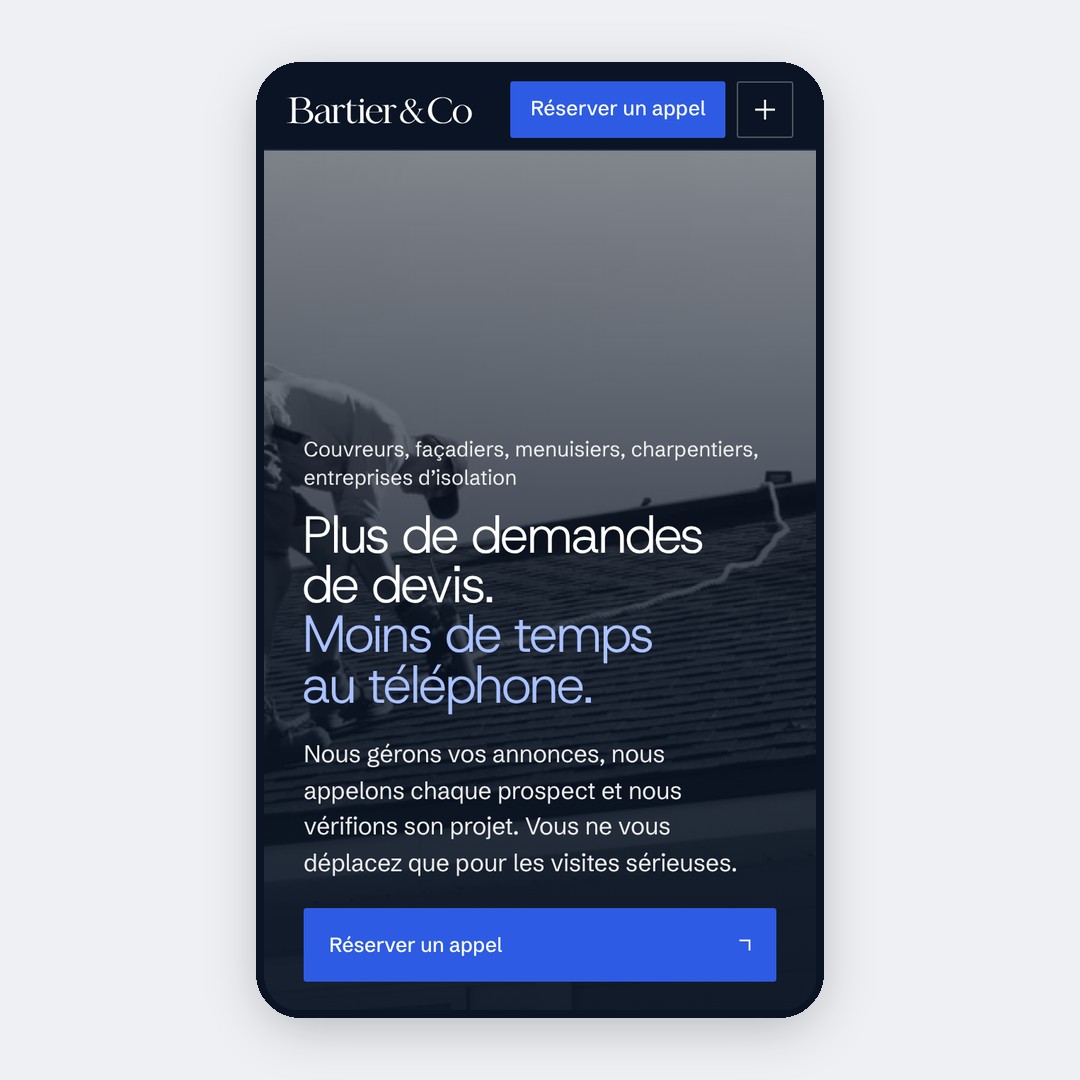 Bartier & Co
Réserver un appel
Couvreurs, façadiers, menuisiers, charpentiers,
entreprises d’isolation
Plus de demandes
de devis.
Moins de temps
au téléphone.
Nous gérons vos annonces, nous
appelons chaque prospect et nous
vérifions son projet. Vous ne vous
déplacez que pour les visites sérieuses.
Réserver un appel